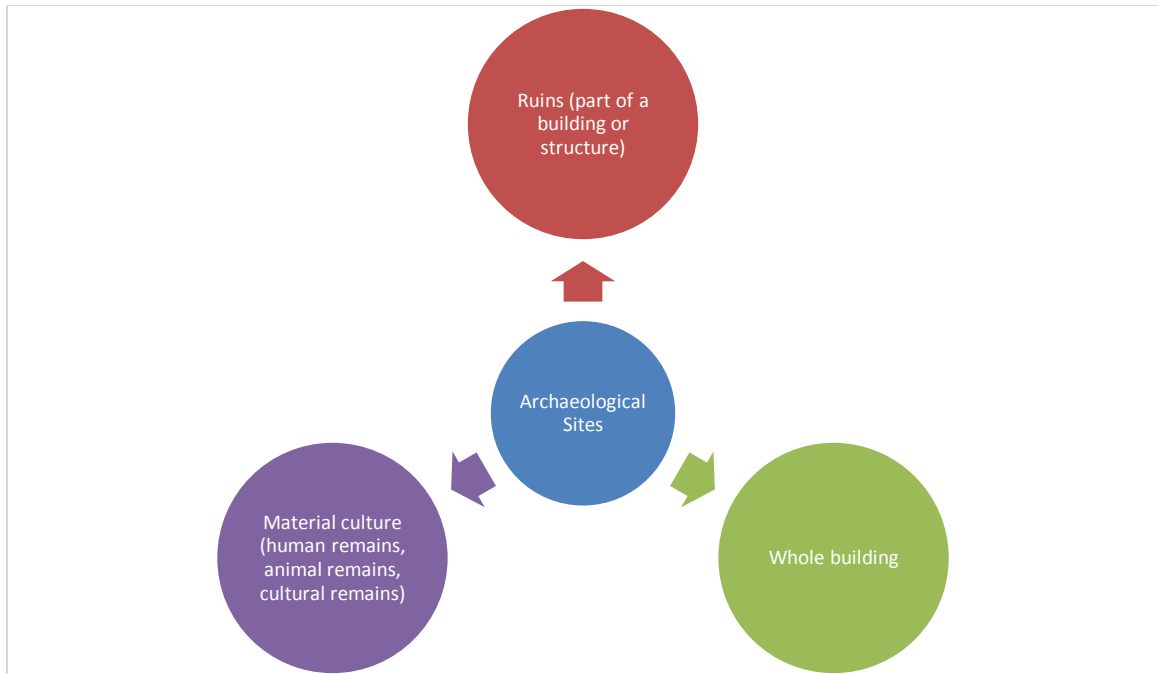 Ruins (part of a
building or
structure)
Archaeological
Sites
Material culture
(human remains,
animal remains,
cultural remains)
Whole building